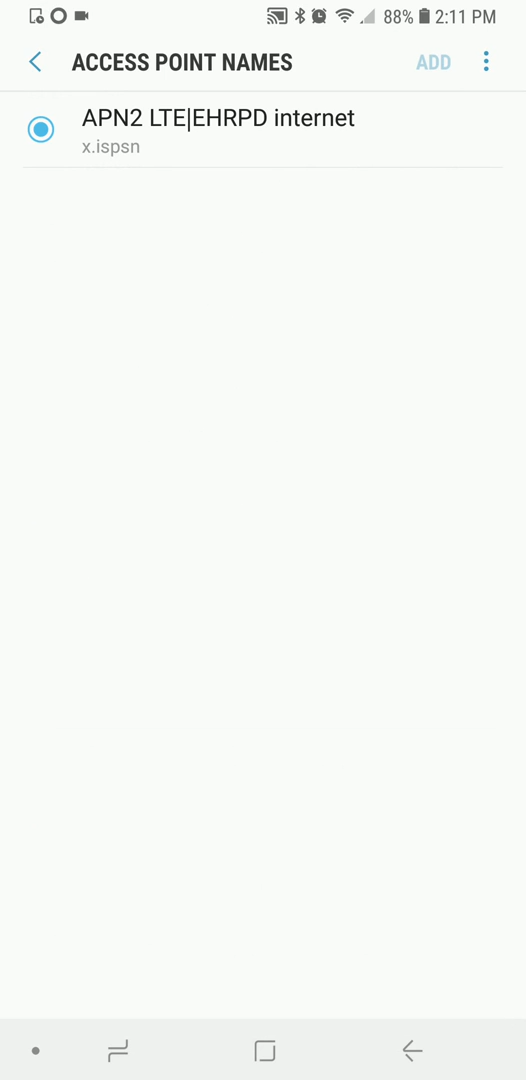 88% 2:11 PM
ACCESS POINT NAMES ADD
APN2 LTE|EHRPD internet
x.ispsn